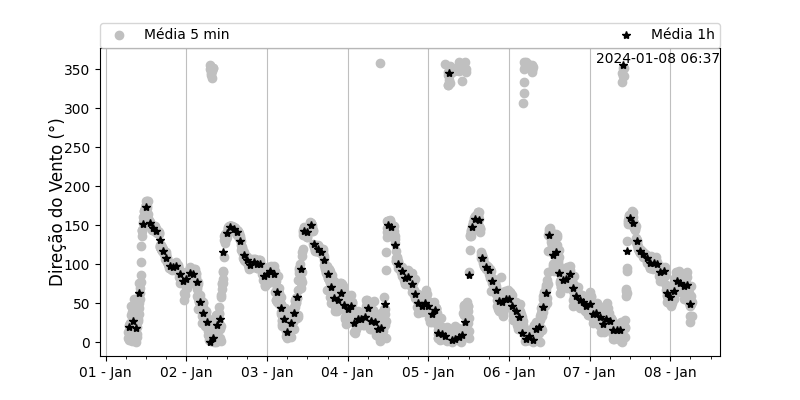 Média 5 min
Média 1h
2024-01-08 06:37
Direção do Vento (°)
350
300
250
200
150
100
50
0
01 - Jan
02 - Jan
03 - Jan
04 - Jan
05 - Jan
06 - Jan
07 - Jan
08 - Jan